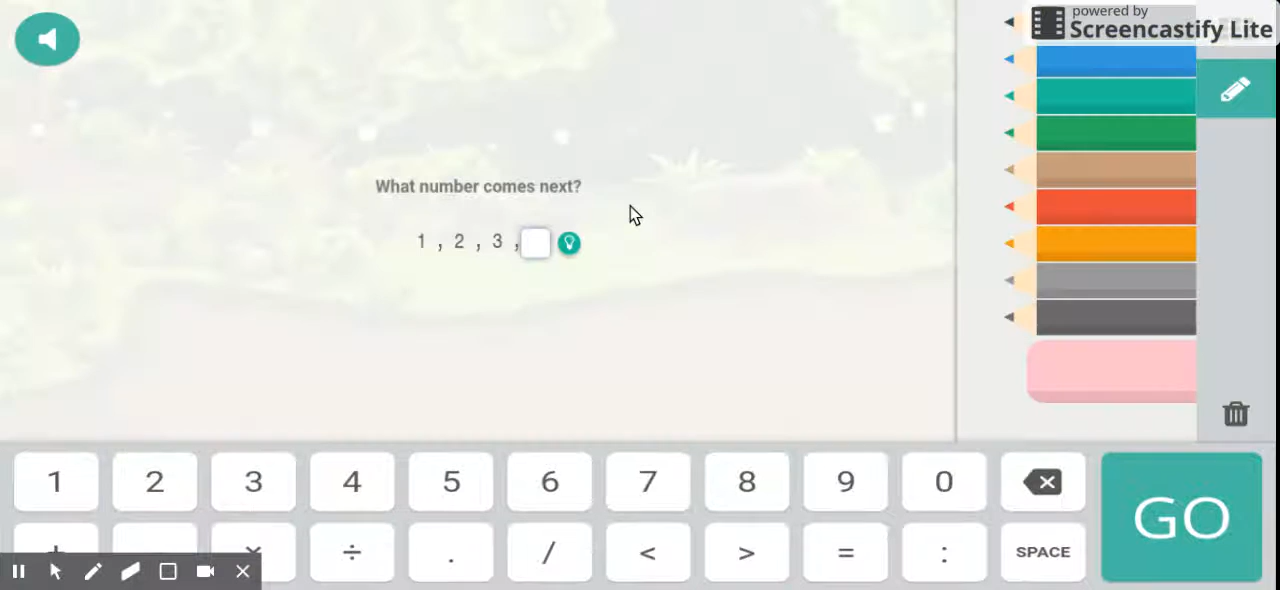 powered by
Screencastify Lite
What number comes next?
1 , 2 , 3 ,
1 2 3 4 5 6 7 8 9 0
÷ . / < > = : SPACE
GO